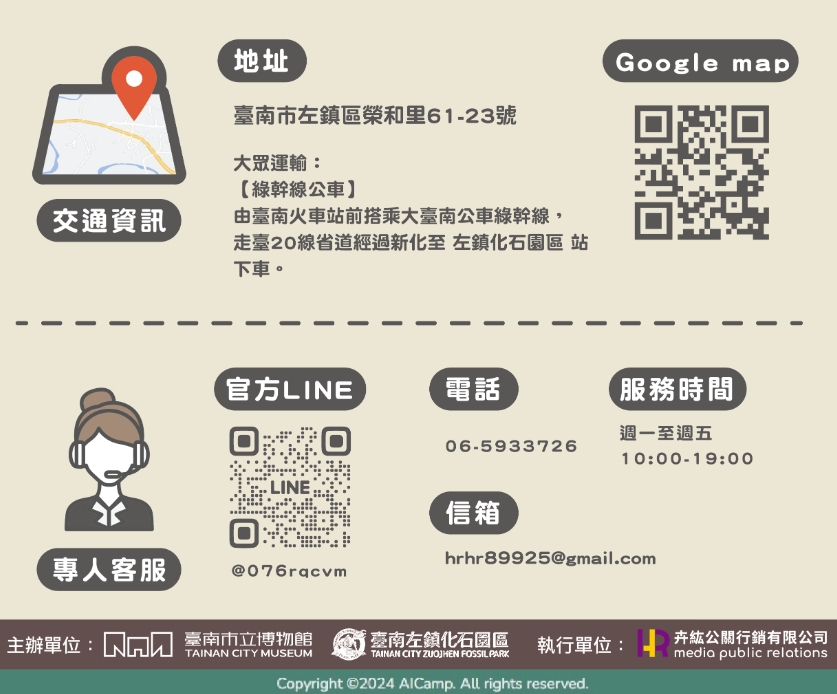 地址
Google map
臺南市左鎮區榮和里61-23號
大眾運輸：
【綠幹線公車】
由臺南火車站前搭乘大臺南公車綠幹線，
走臺20線省道經過新化至 左鎮化石園區 站
下車。
交通資訊
官方LINE
電話
服務時間
週一至週五
06-5933726
10:00-19:00
LINE
信箱
hrhr89925@gmail.com
專人客服
@076rqcvm
主辦單位：
臺南市立博物館
TAINAN CITY MUSEUM
臺南左鎮化石園區
TAINAN CITY ZUOJHEN FOSSIL PARK
執行單位：
HR
卉紘公關行銷有限公司
media public relations
Copyright ©2024 AICamp. All rights reserved.